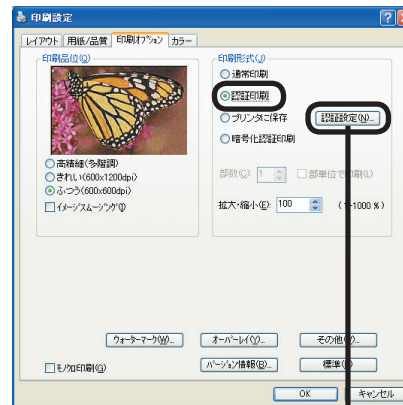 印刷設定
レイアウト 用紙/品質 印刷オプション カラー
印刷品位(Q)
高精細(多階調)
きれい(600x1200dpi)
ふつう(600x600dpi)
イメージスムージング(I)
印刷形式(J)
通常印刷
認証印刷
プリンタに保存
認証設定(N)...
暗号化認証印刷
部数(C): 1
部単位で印刷(L)
拡大・縮小(E): 100
-1000 %)
ウォーターマーク(W)...
オーバーレイ(Y)...
その他
モノクロ印刷(G)
バージョン情報(B)...
標準
OK
キャンセル